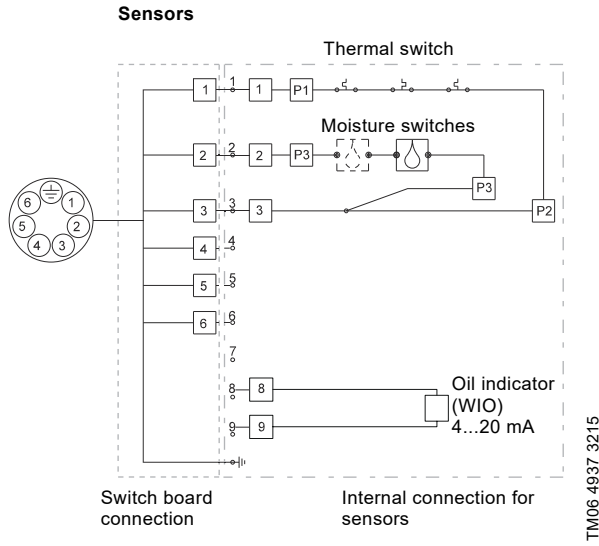 Sensors
Thermal switch
1 1 1 P1
Moisture switches
2 2 2 P3
P3
3 3 3 P2
6 1
5 2
4 3
4 4
5 5
6 6
7
8 8
9 9
Oil indicator
(WIO)
4...20 mA
Switch board
connection
Internal connection for
sensors
TM06 4937 3215